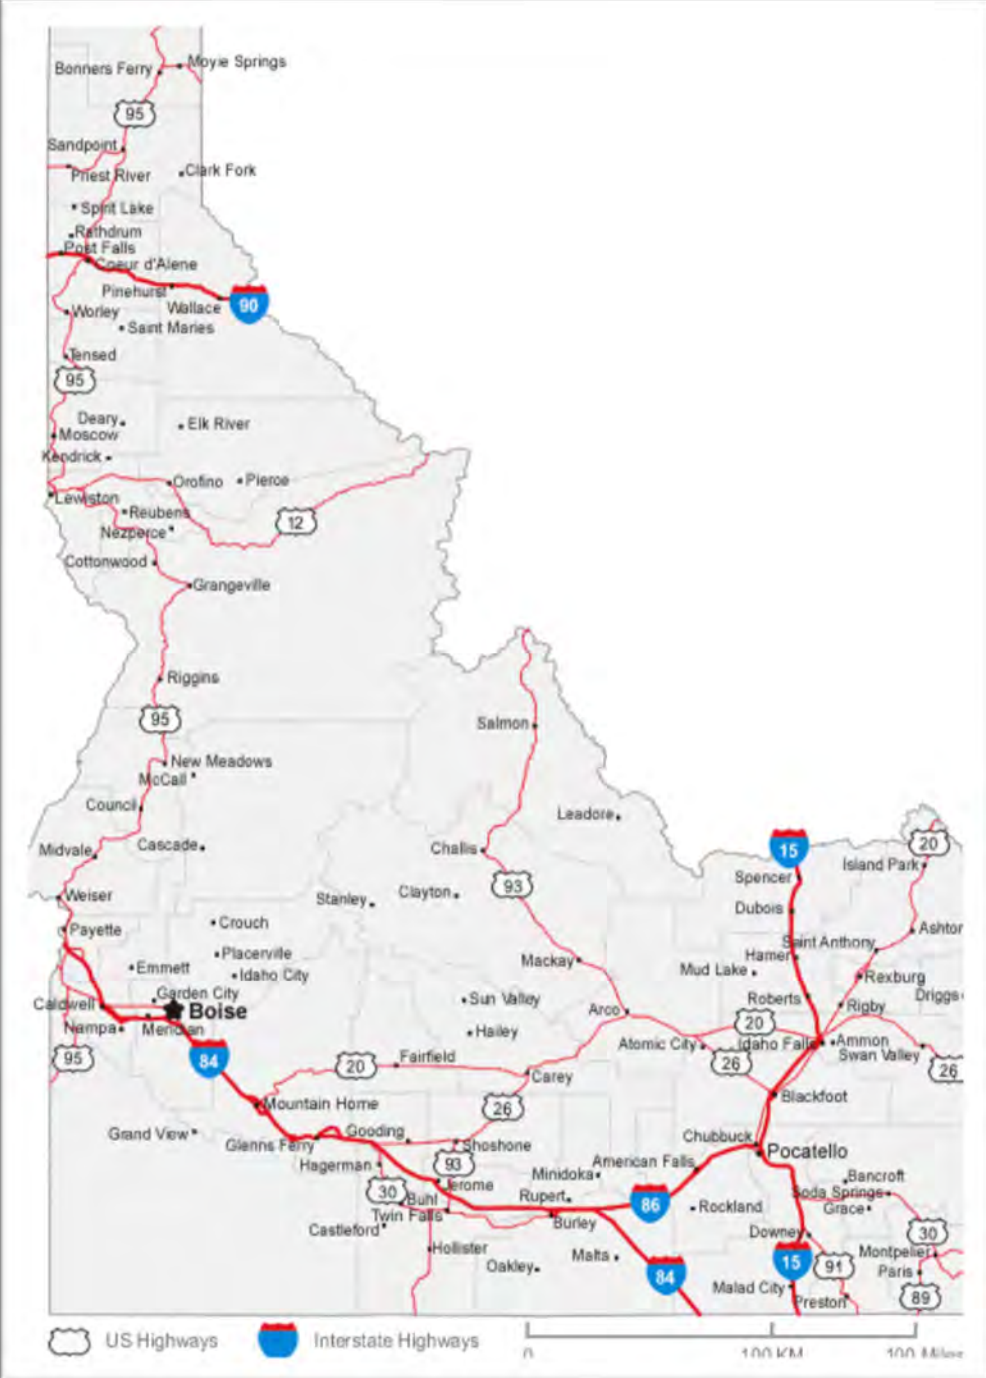 Moyie Springs
Bonners Ferry
95
Sandpoint
Priest River
Clark Fork
Spirit Lake
Rathdrum
Post Falls
Coeur d'Alene
Pinehurst
Wallace
90
Worley
Saint Maries
Tensed
95
Deary
Elk River
Moscow
Kendrick
Orofino
Pierce
Lewiston
Reubens
12
Nezperce
Cottonwood
Grangeville
Riggins
95
Salmon
New Meadows
McCall
Council
Leadore
Midvale
Cascade
Challis
15
20
Island Park
Spencer
93
Weiser
Stanley
Clayton
Dubois
Payette
Crouch
Ashton
Saint Anthony
Placerville
Hamer
Mackay
Emmett
Idaho City
Mud Lake
Rexburg
Garden City
Driggs
Caldwell
Boise
Sun Valley
Arco
Roberts
Rigby
Nampa
Meridian
Hailey
20
Atomic City
Idaho Falls
Ammon
Swan Valley
95
84
20
Fairfield
26
26
Carey
Mountain Home
26
Blackfoot
Grand View
Glenns Ferry
Gooding
Shoshone
Chubbuck
Pocatello
Hagerman
93
Minidoka
American Falls
30
Jerome
Bancroft
Buhl
Rupert
86
Soda Springs
Twin Falls
Burley
Rockland
Grace
Castleford
Downey
30
Hollister
Malta
15
91
Montpelier
Oakley
84
Paris
Malad City
Preston
89
US Highways
Interstate Highways
0
100 KM
100 Miles